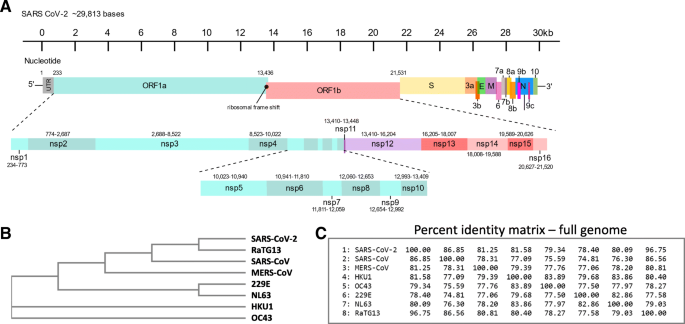 A
SARS CoV-2 ~29,813 bases
0 2 4 6 8 10 12 14 16 18 20 22 24 26 28 30kb
Nucleotide
1 233 13,436 21,531
7a 8a 9b 10
5' UTR ORF1a ORF1b S 3a E M N 3'
ribosomal frame shift
3b 6 7b 8b 9c
13,410-13,448
nsp11
774-2,687 2,688-8,522 8,523-10,022 13,410-16,204 16,205-18,007 19,589-20,626
nsp2 nsp3 nsp4 nsp12 nsp13 nsp14 nsp15
nsp1 18,008-19,588 nsp16
234-773 20,627-21,520
10,023-10,940 10,941-11,810 12,060-12,653 12,993-13,409
nsp5 nsp6 nsp8 nsp10
nsp7 nsp9
11,811-12,059 12,654-12,992
B
SARS-CoV-2
RaTG13
SARS-CoV
MERS-CoV
229E
NL63
HKU1
OC43
C
Percent identity matrix – full genome
1: SARS-CoV-2 100.00 86.85 81.25 81.58 79.34 78.40 80.09 96.75
2: SARS-CoV 86.85 100.00 78.31 77.09 75.59 74.81 76.30 86.56
3: MERS-CoV 81.25 78.31 100.00 79.39 77.76 77.06 78.20 80.81
4: HKU1 81.58 77.09 79.39 100.00 83.89 79.68 83.86 80.40
5: OC43 79.34 75.59 77.76 83.89 100.00 77.50 77.97 78.27
6: 229E 78.40 74.81 77.06 79.68 77.50 100.00 82.86 77.58
7: NL63 80.09 76.30 78.20 83.86 77.97 82.86 100.00 79.03
8: RaTG13 96.75 86.56 80.81 80.40 78.27 77.58 79.03 100.00